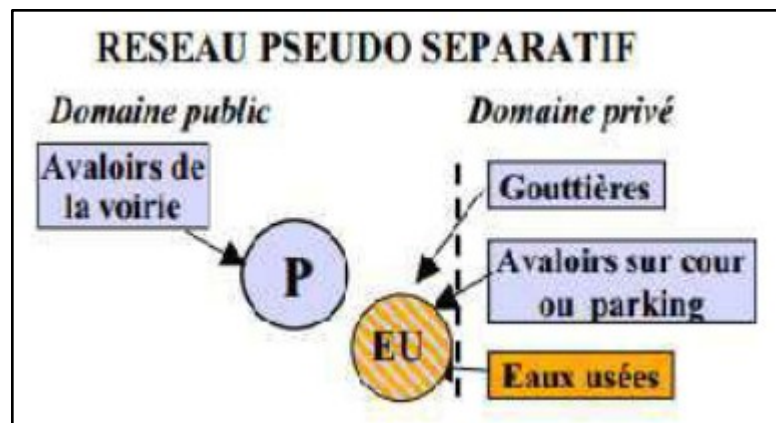 RESEAU PSEUDO SEPARATIF
Domaine public
Domaine privé
Avaloirs de
la voirie
P
EU
Gouttières
Avaloirs sur cour
ou parking
Eaux usées